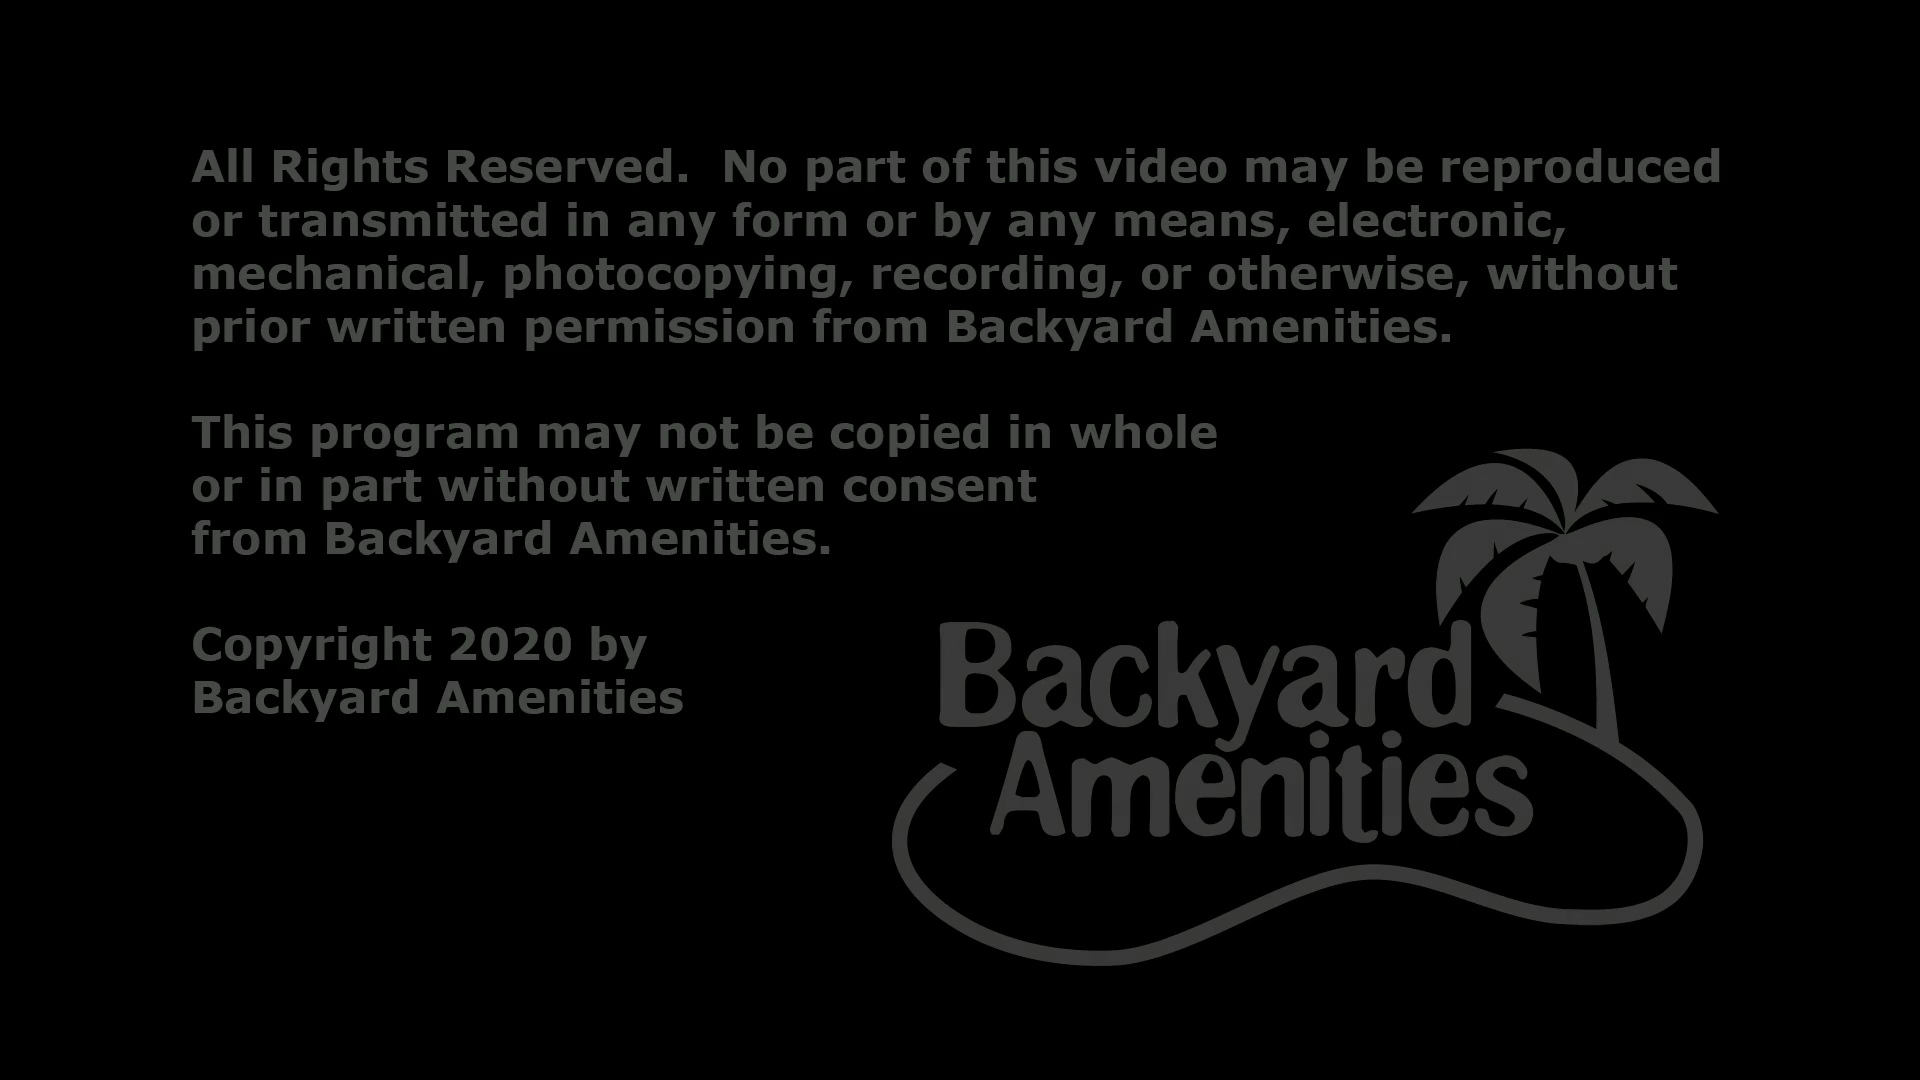 All Rights Reserved.  No part of this video may be reproduced
or transmitted in any form or by any means, electronic,
mechanical, photocopying, recording, or otherwise, without
prior written permission from Backyard Amenities.
This program may not be copied in whole
or in part without written consent
from Backyard Amenities.
Copyright 2020 by
Backyard Amenities
Backyard
Amenities